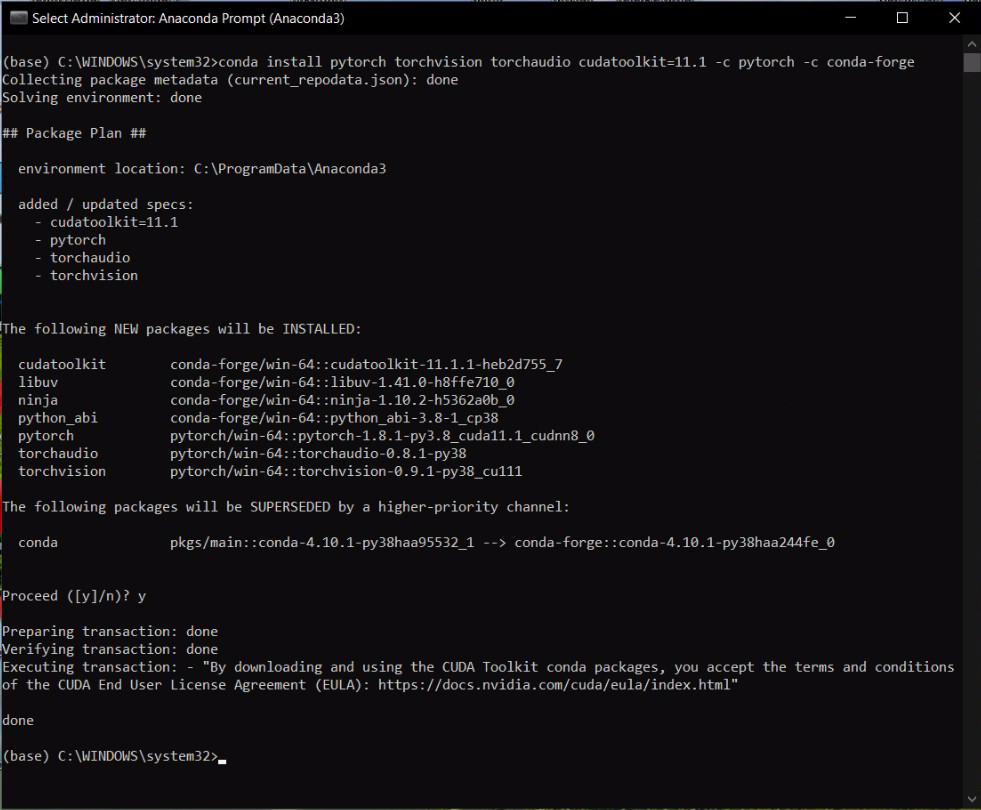 Select Administrator: Anaconda Prompt (Anaconda3)
(base) C:\WINDOWS\system32>conda install pytorch torchvision torchaudio cudatoolkit=11.1 -c pytorch -c conda-forge
Collecting package metadata (current_repodata.json): done
Solving environment: done
## Package Plan ##
environment location: C:\ProgramData\Anaconda3
added / updated specs:
- cudatoolkit=11.1
- pytorch
- torchaudio
- torchvision
The following NEW packages will be INSTALLED:
cudatoolkit conda-forge/win-64::cudatoolkit-11.1.1-heb2d755_7
libuv conda-forge/win-64::libuv-1.41.0-h8ffe710_0
ninja conda-forge/win-64::ninja-1.10.2-h5362a0b_0
python_abi conda-forge/win-64::python_abi-3.8-1_cp38
pytorch pytorch/win-64::pytorch-1.8.1-py3.8_cuda11.1_cudnn8_0
torchaudio pytorch/win-64::torchaudio-0.8.1-py38
torchvision pytorch/win-64::torchvision-0.9.1-py38_cu111
The following packages will be SUPERSEDED by a higher-priority channel:
conda pkgs/main::conda-4.10.1-py38haa95532_1 --> conda-forge::conda-4.10.1-py38haa244fe_0
Proceed ([y]/n)? y
Preparing transaction: done
Verifying transaction: done
Executing transaction: - "By downloading and using the CUDA Toolkit conda packages, you accept the terms and conditions
of the CUDA End User License Agreement (EULA): https://docs.nvidia.com/cuda/eula/index.html"
done
(base) C:\WINDOWS\system32>